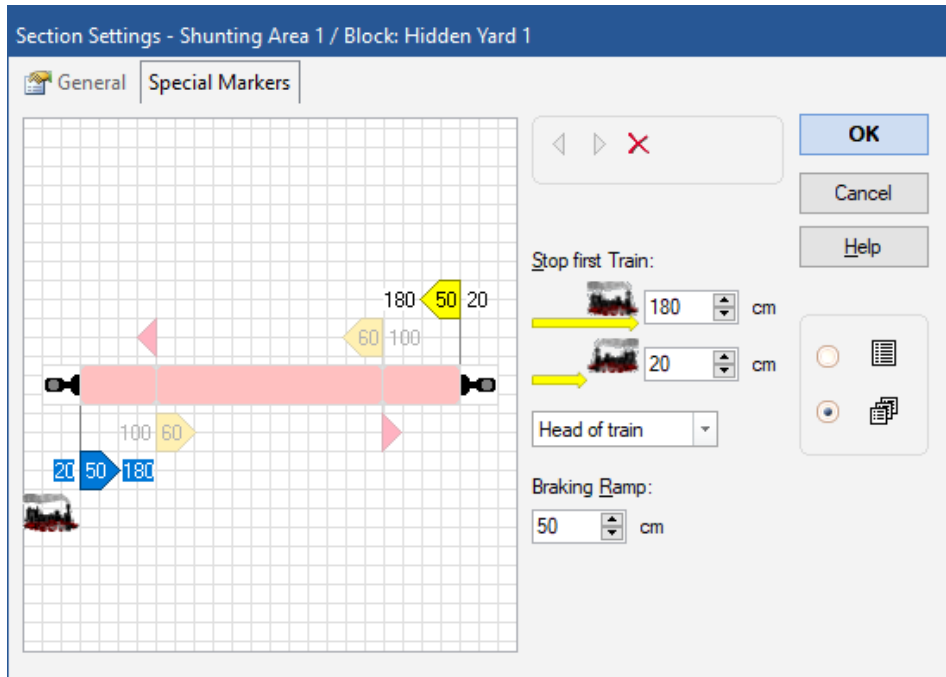 Section Settings - Shunting Area 1 / Block: Hidden Yard 1
General Special Markers
OK
Cancel
Help
Stop first Train:
180 cm
20 cm
Head of train
Braking Ramp:
50 cm
180 50 20
60 100
100 60
20 50 180